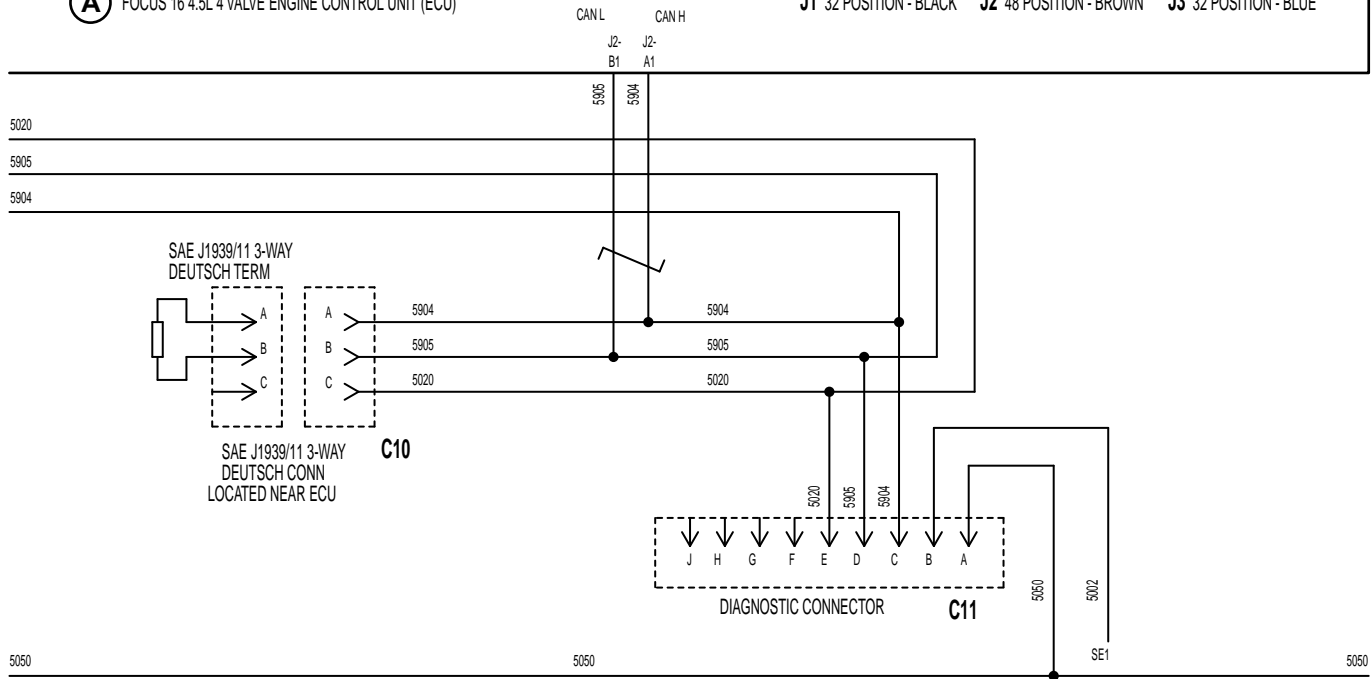 A FOCUS 16 4.5L 4 VALVE ENGINE CONTROL UNIT (ECU)
J1 32 POSITION - BLACK J2 48 POSITION - BROWN J3 32 POSITION - BLUE
CAN L CAN H
J2-
B1
J2-
A1
5905
5904
5020
5905
5904
SAE J1939/11 3-WAY
DEUTSCH TERM
A
B
C
A
B
C
5904
5904
5905
5905
5020
5020
SAE J1939/11 3-WAY
DEUTSCH CONN
LOCATED NEAR ECU
C10
5020
5905
5904
J H G F E D C B A
DIAGNOSTIC CONNECTOR
C11
5050
5002
SE1
5050
5050
5050